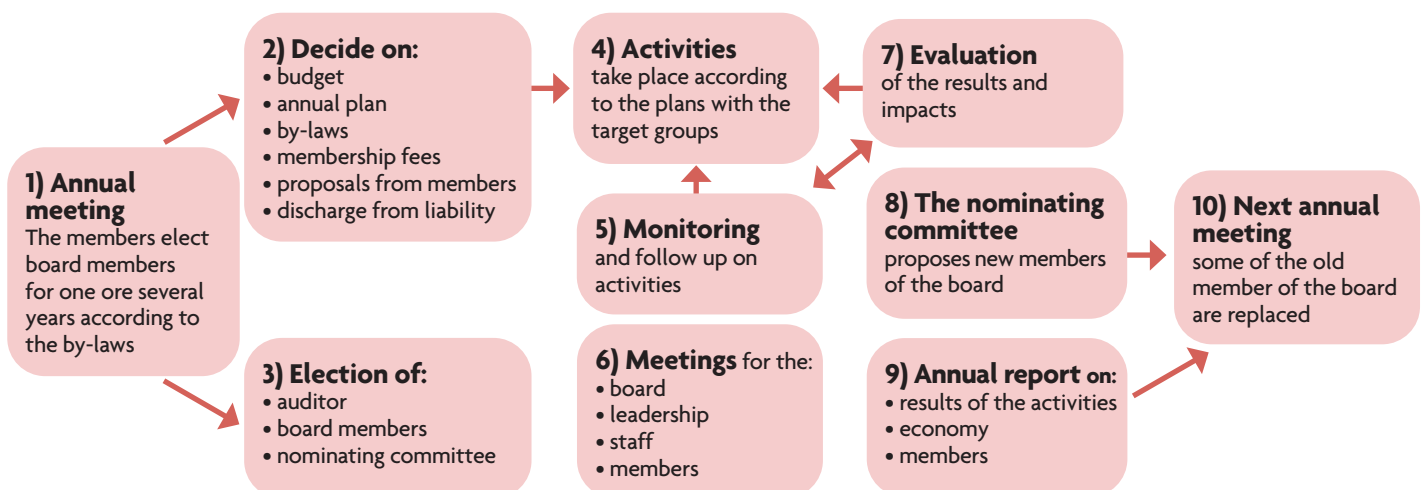 1) Annual
meeting
The members elect
board members
for one ore several
years according to
the by-laws
2) Decide on:
• budget
• annual plan
• by-laws
• membership fees
• proposals from members
• discharge from liability
3) Election of:
• auditor
• board members
• nominating committee
4) Activities
take place according
to the plans with the
target groups
5) Monitoring
and follow up on
activities
6) Meetings for the:
• board
• leadership
• staff
• members
7) Evaluation
of the results and
impacts
8) The nominating
committee
proposes new members
of the board
9) Annual report on:
• results of the activities
• economy
• members
10) Next annual
meeting
some of the old
member of the board
are replaced